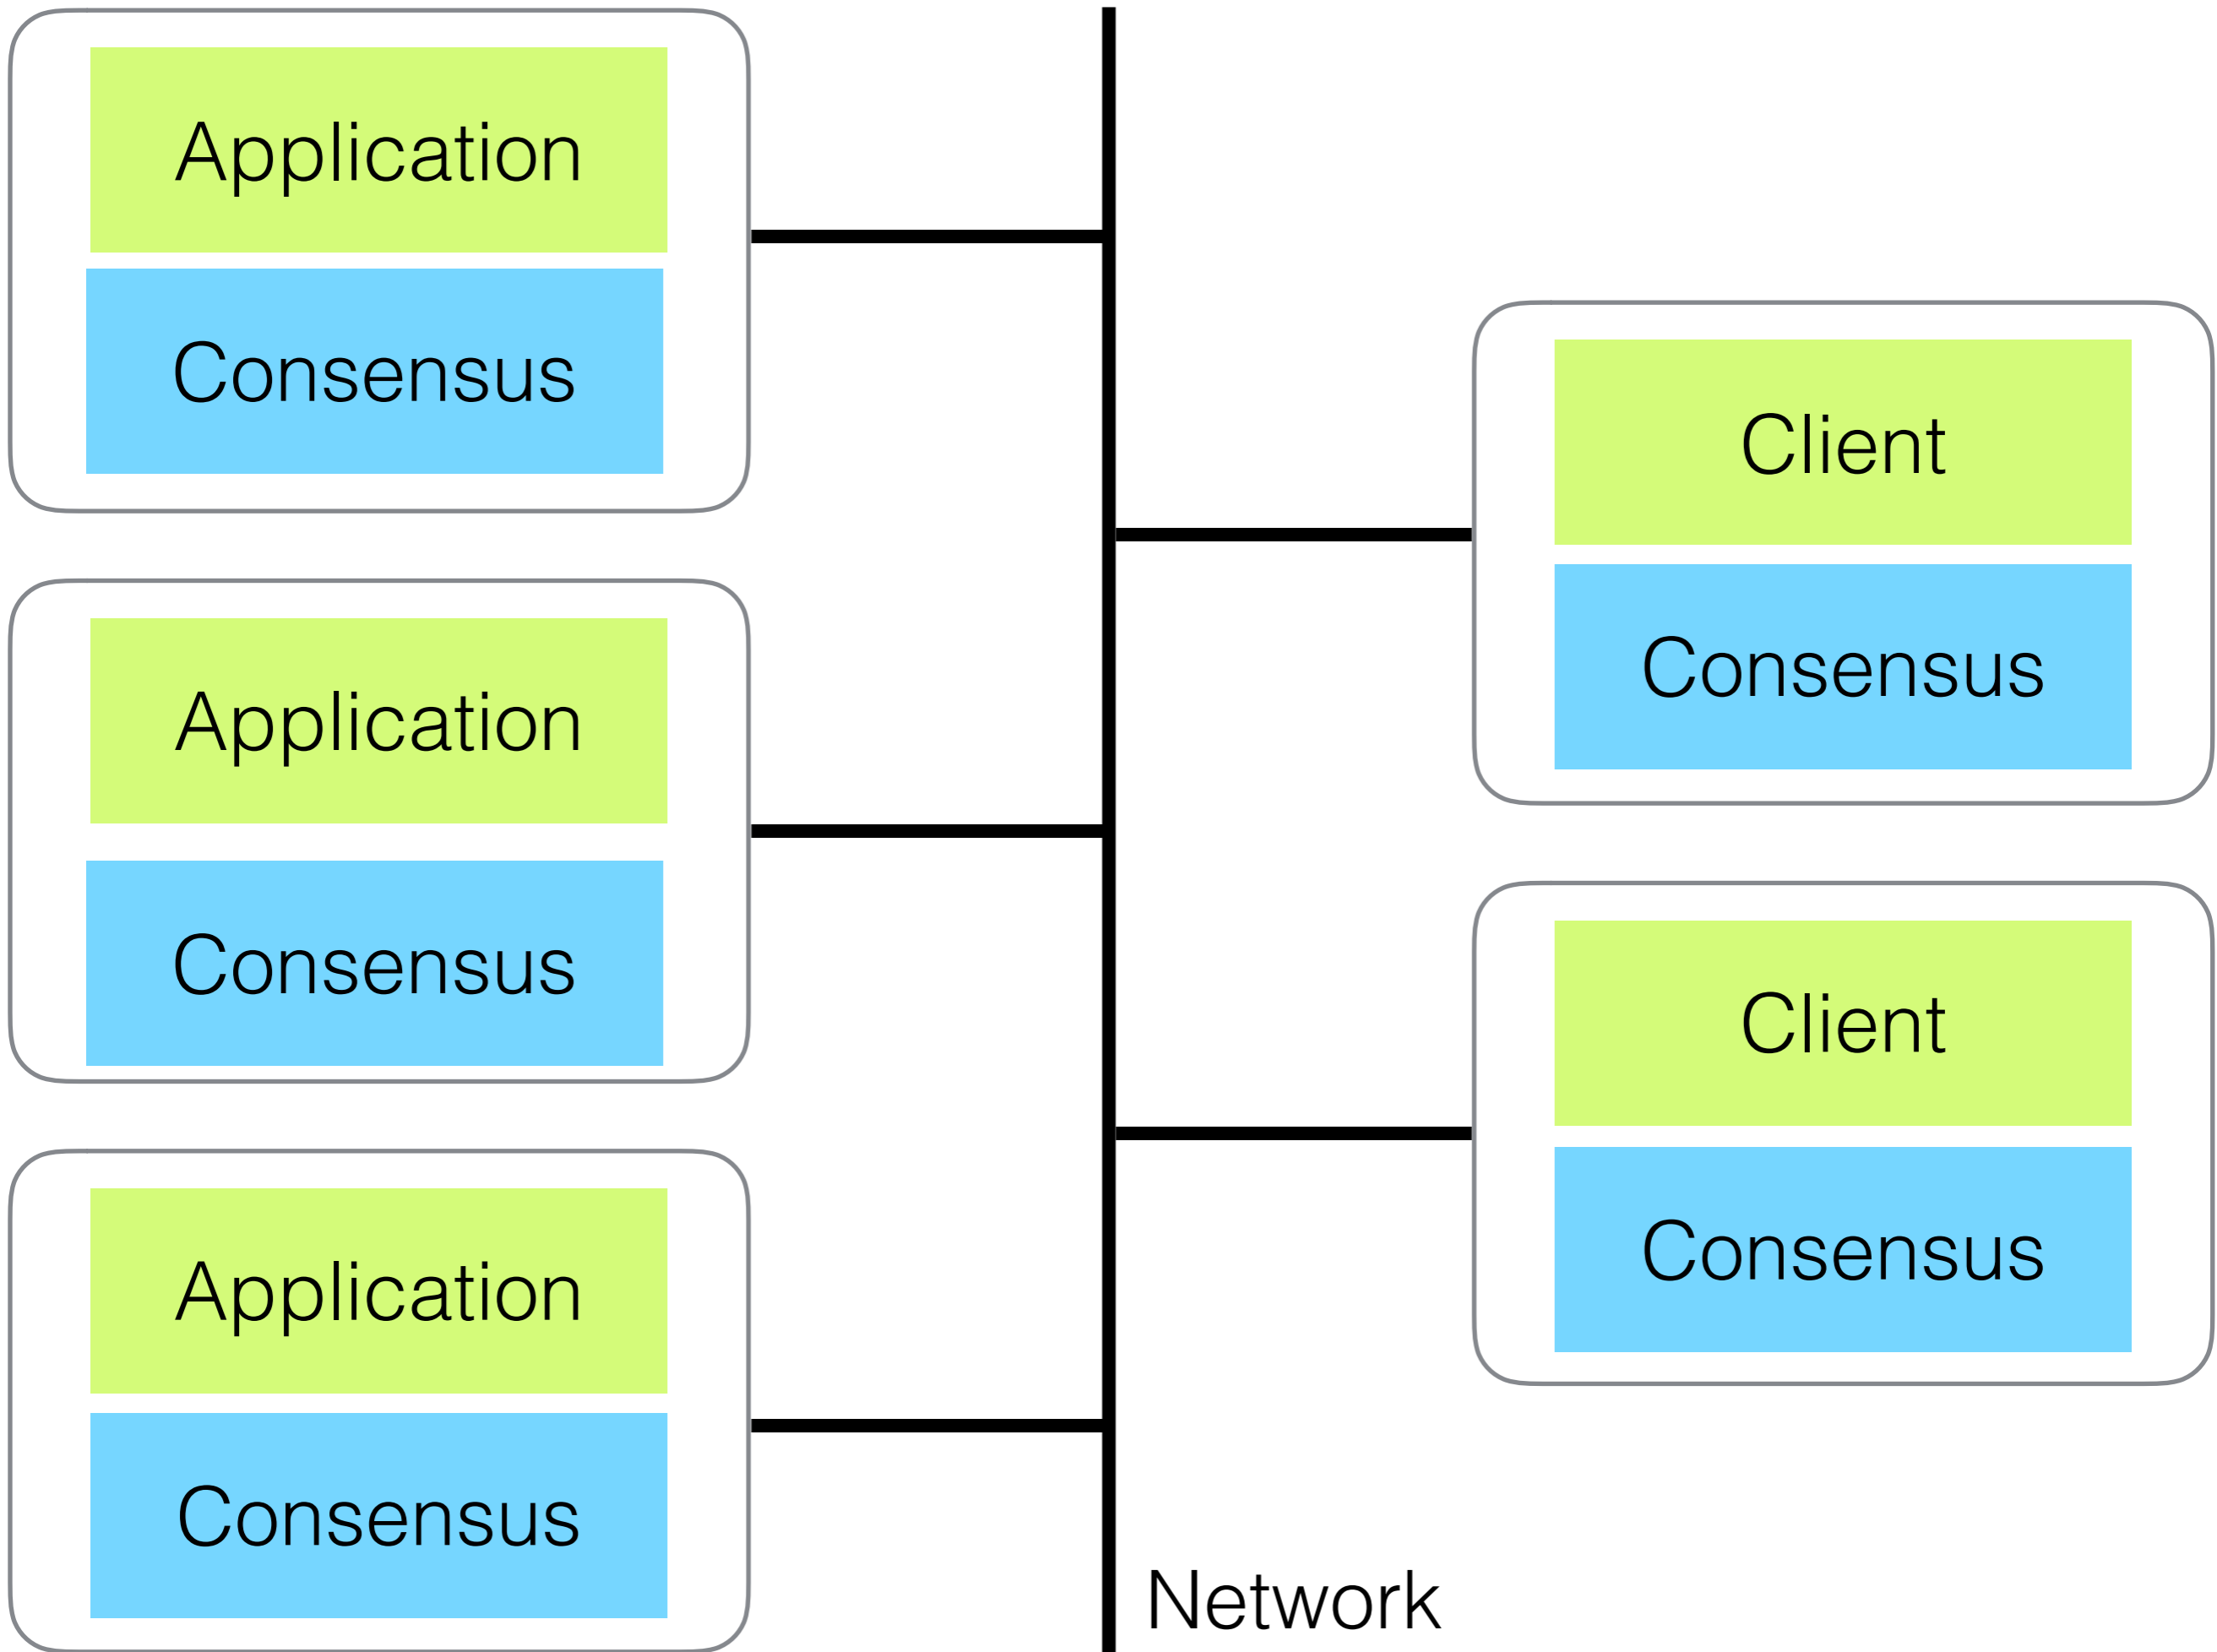 Application
Consensus
Application
Consensus
Application
Consensus
Client
Consensus
Client
Consensus
Network